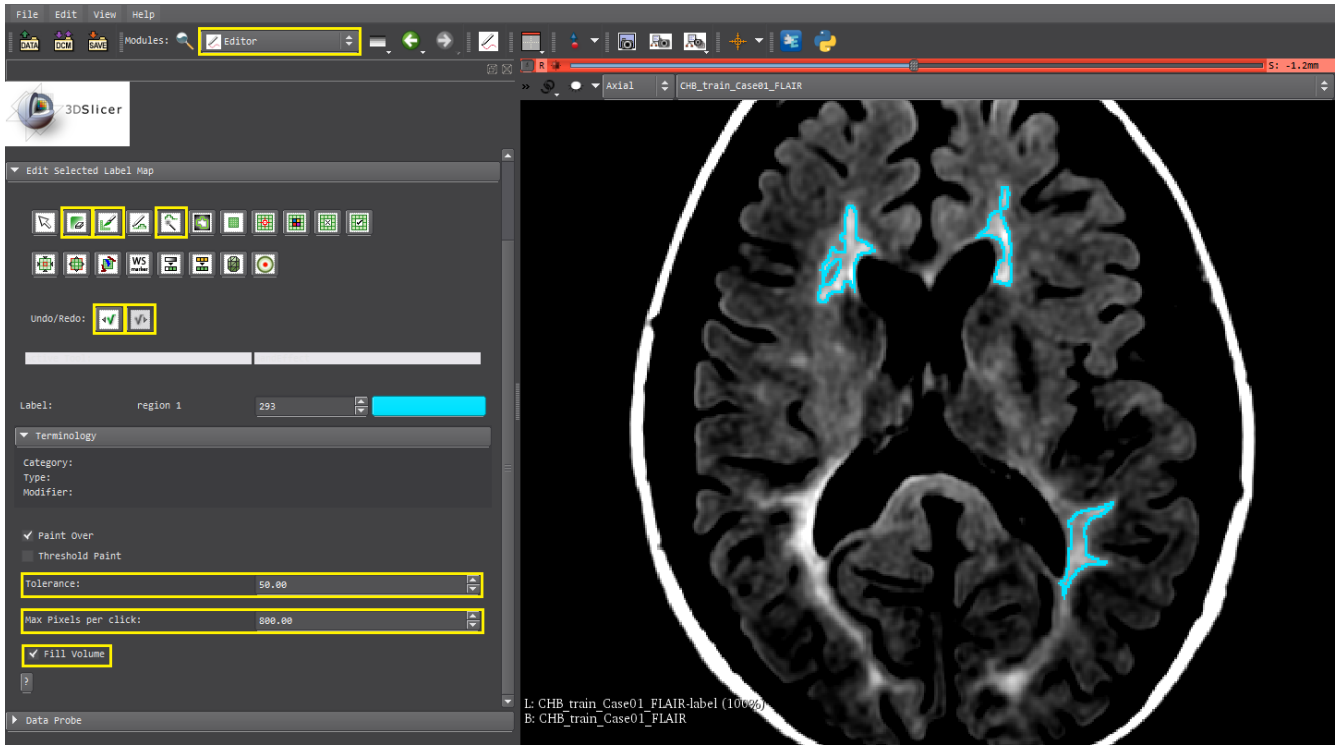 File Edit View Help
DATA DCM SAVE Modules: Editor
R S: -1.2mm
» Axial CHB_train_Case01_FLAIR
3DSlicer
Edit Selected Label Map
WS
marker
Undo/Redo:
Label: region 1 293
Terminology
Category:
Type:
Modifier:
Paint Over
Threshold Paint
Tolerance: 50.00
Max Pixels per click: 800.00
Fill Volume
?
Data Probe
L: CHB_train_Case01_FLAIR-label (100%)
B: CHB_train_Case01_FLAIR